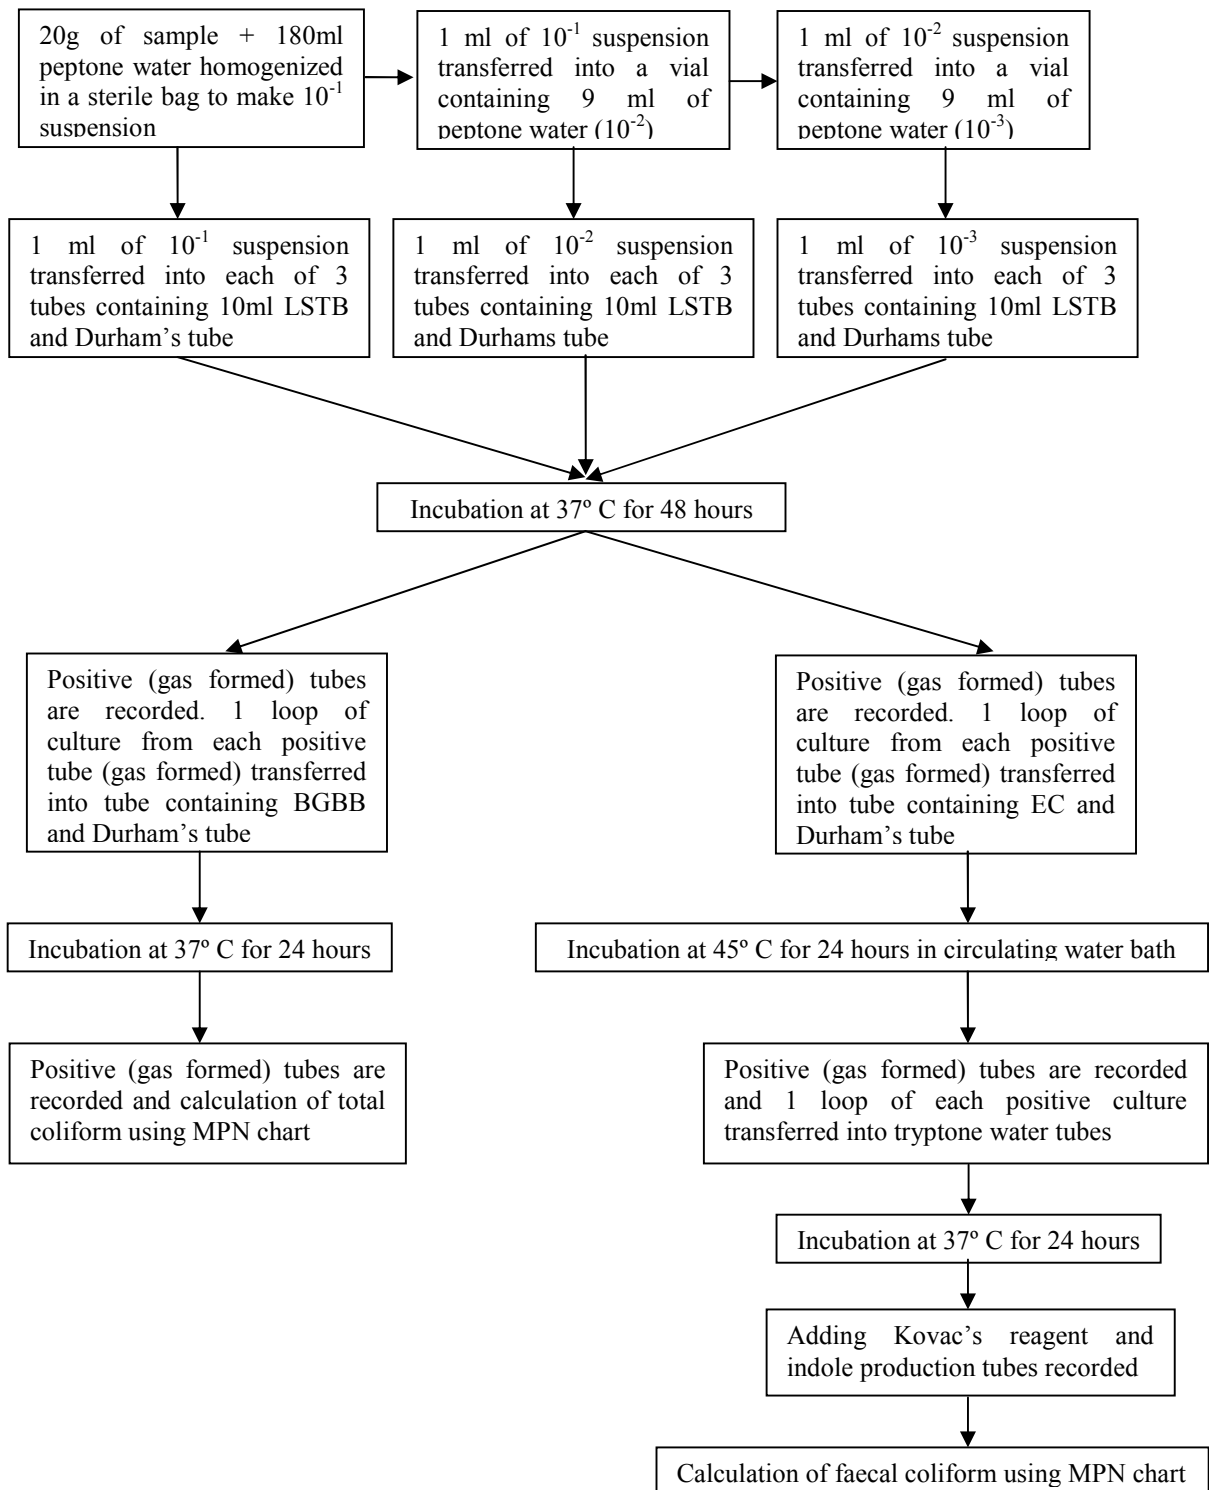 20g of sample + 180ml
peptone water homogenized
in a sterile bag to make 10⁻¹
suspension
1 ml of 10⁻¹ suspension
transferred into a vial
containing 9 ml of
peptone water (10⁻²)
1 ml of 10⁻² suspension
transferred into a vial
containing 9 ml of
peptone water (10⁻³)
1 ml of 10⁻¹ suspension
transferred into each of 3
tubes containing 10ml LSTB
and Durham’s tube
1 ml of 10⁻² suspension
transferred into each of 3
tubes containing 10ml LSTB
and Durhams tube
1 ml of 10⁻³ suspension
transferred into each of 3
tubes containing 10ml LSTB
and Durhams tube
Incubation at 37º C for 48 hours
Positive (gas formed) tubes
are recorded. 1 loop of
culture from each positive
tube (gas formed) transferred
into tube containing BGBB
and Durham’s tube
Positive (gas formed) tubes
are recorded. 1 loop of
culture from each positive
tube (gas formed) transferred
into tube containing EC and
Durham’s tube
Incubation at 37º C for 24 hours
Incubation at 45º C for 24 hours in circulating water bath
Positive (gas formed) tubes are
recorded and calculation of total
coliform using MPN chart
Positive (gas formed) tubes are recorded
and 1 loop of each positive culture
transferred into tryptone water tubes
Incubation at 37º C for 24 hours
Adding Kovac’s reagent and
indole production tubes recorded
Calculation of faecal coliform using MPN chart